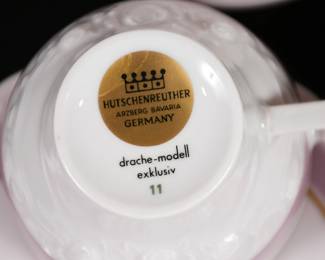 HUTSCHENREUTHER
ARZBERG BAVARIA
GERMANY
drache-modell
exklusiv
11